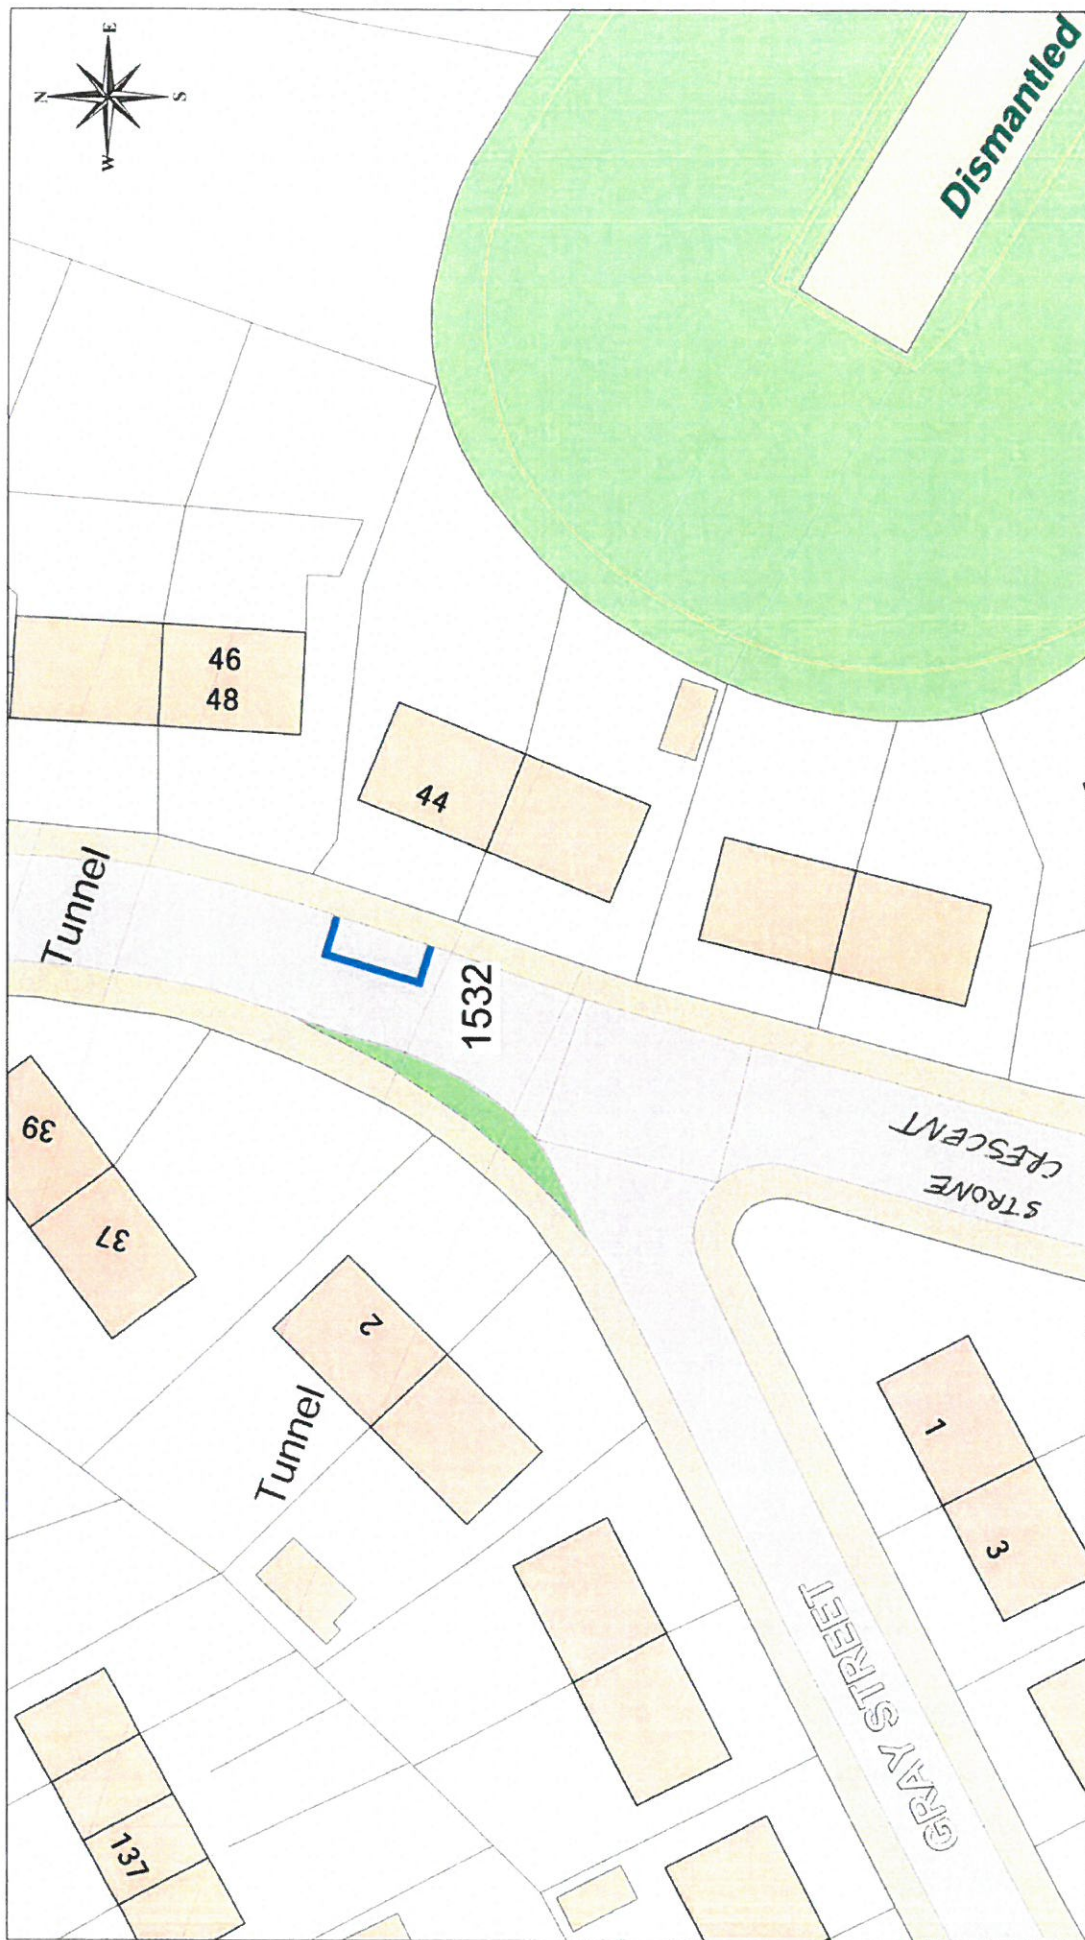 N
E
W
S
Dismantled
46
48
44
Tunnel
1532
39
37
STRONE
CRESCENT
2
Tunnel
1
3
GRAY STREET
137